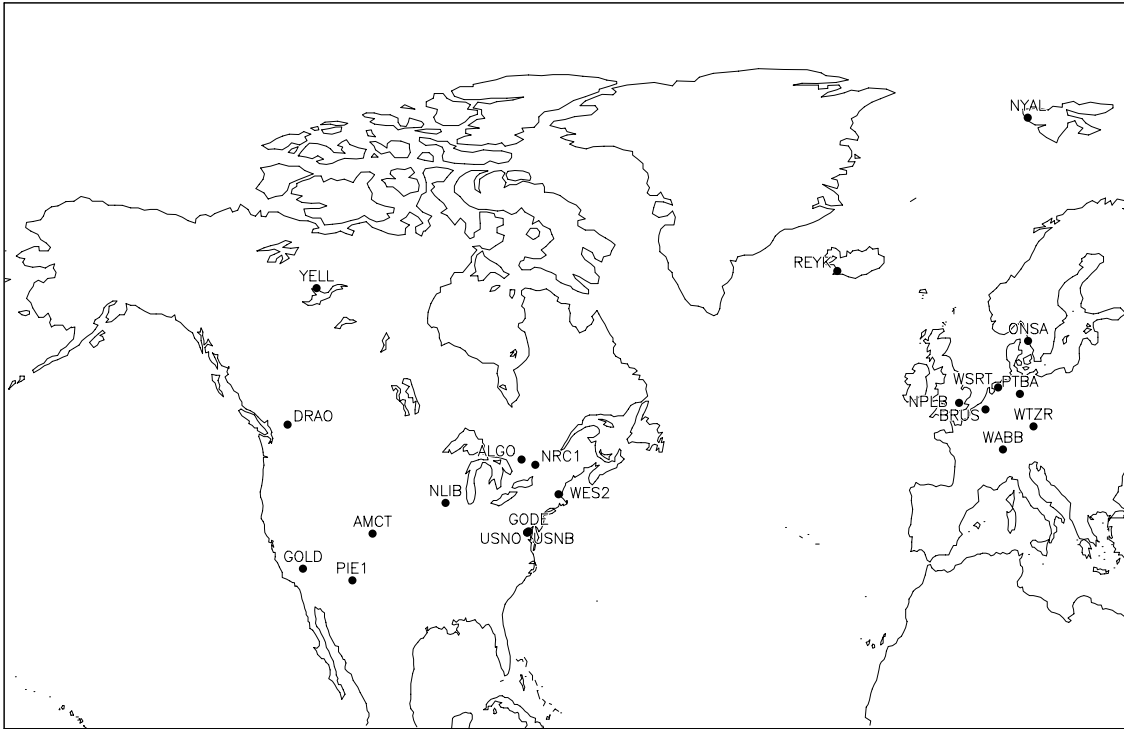 NYAL
REYK
YELL
ONSA
WSRT PTBA
NPLB
BRUS
DRAO
WTZR
WABB
ALGO
NRC1
NLIB
WES2
AMCT
GODE
USNO USNB
GOLD
PIE1